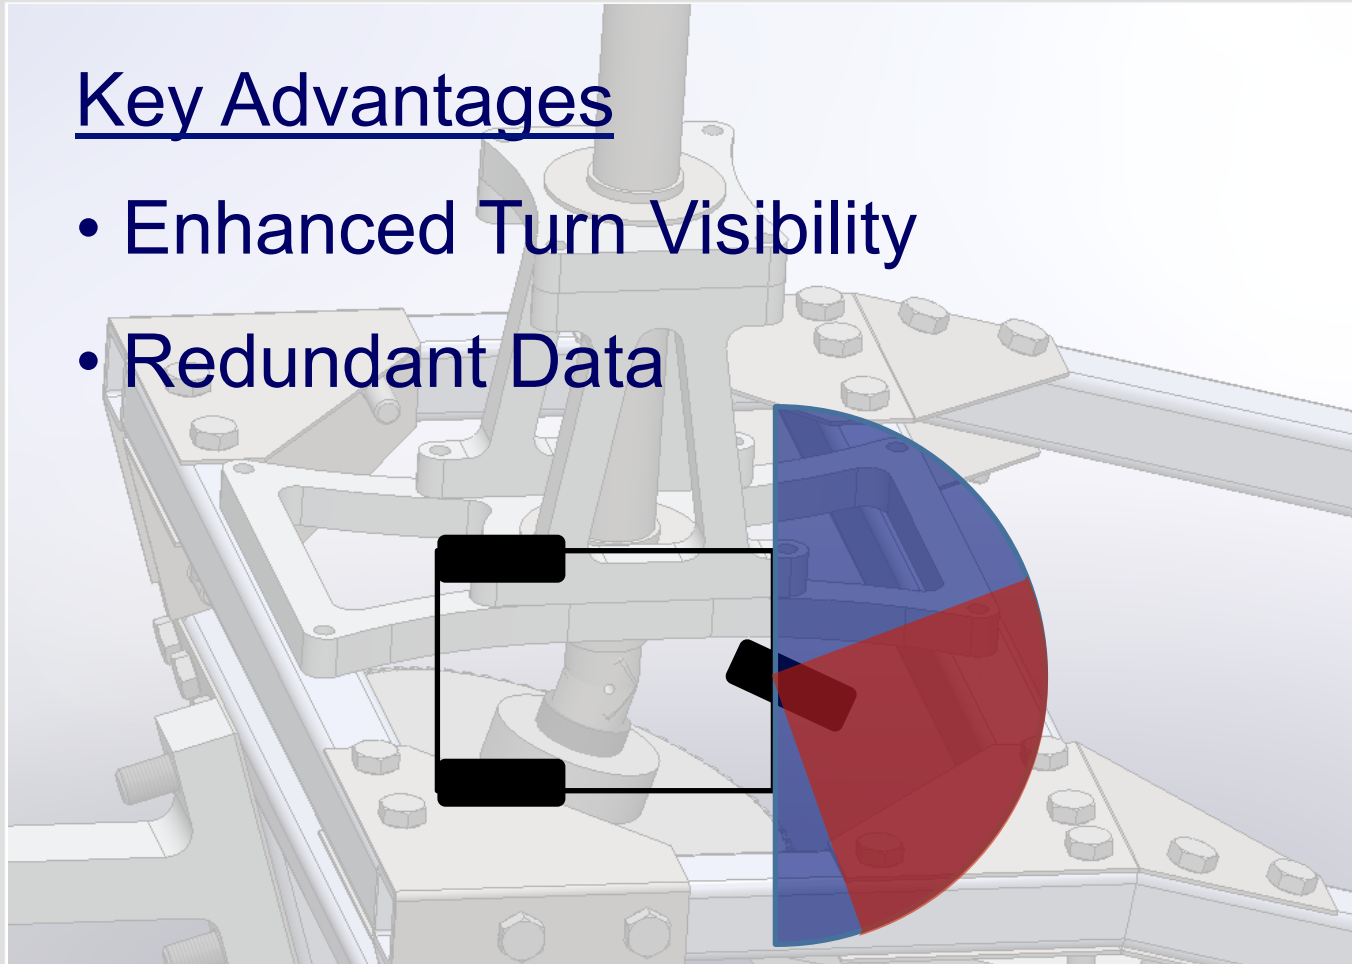 Key Advantages
• Enhanced Turn Visibility
• Redundant Data